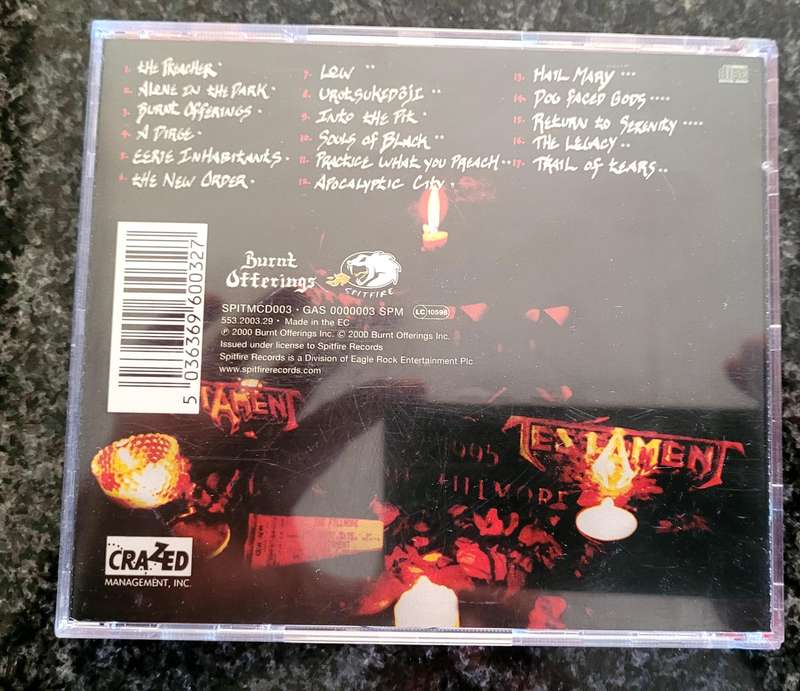 1. The Preacher •
2. Alone in the Dark •
3. Burnt Offerings •
4. A Dirge •
5. Eerie Inhabitants •
6. The New Order •
7. Low ••
8. Urotsukidôji ••
9. Into the Pit •
10. Souls of Black ••
11. Practice What You Preach ••
12. Apocalyptic City •
13. Hail Mary •••
14. Dog Faced Gods ••••
15. Return to Serenity ••••
16. The Legacy ••
17. Trail of Tears ••
Burnt
Offerings
SPITFIRE
SPITMCD003 • GAS 0000003 SPM LC 10598
553.2003.29 • Made in the EC
℗ 2000 Burnt Offerings Inc. © 2000 Burnt Offerings Inc.
Issued under license to Spitfire Records
Spitfire Records is a Division of Eagle Rock Entertainment Plc
www.spitfirerecords.com
5 036369 600327
TAMENT
TESTAMENT
1995
FILLMORE
THE FILLMORE
CRAZED
MANAGEMENT, INC.